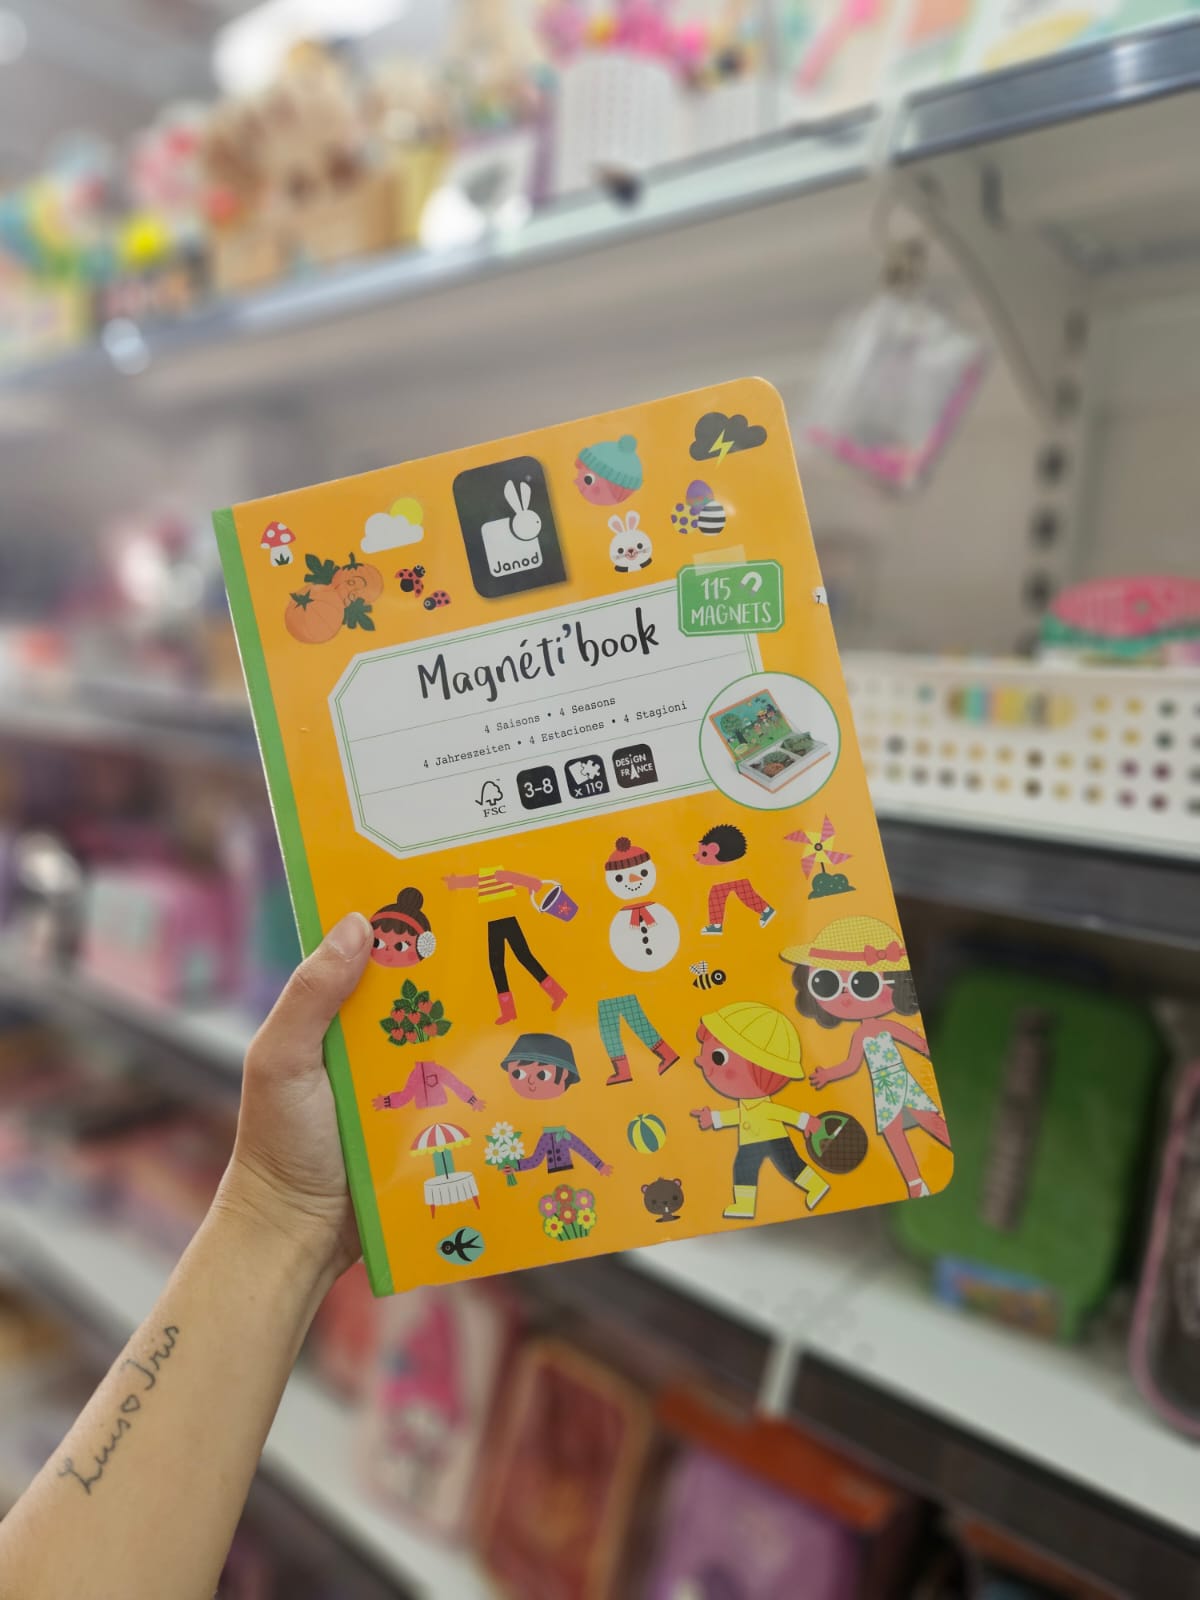 Janod
115
MAGNETS
Magnéti'book
4 Saisons • 4 Seasons
4 Jahreszeiten • 4 Estaciones • 4 Stagioni
FSC
3-8
x 119
DESIGN
FRANCE
Luis♡Iris